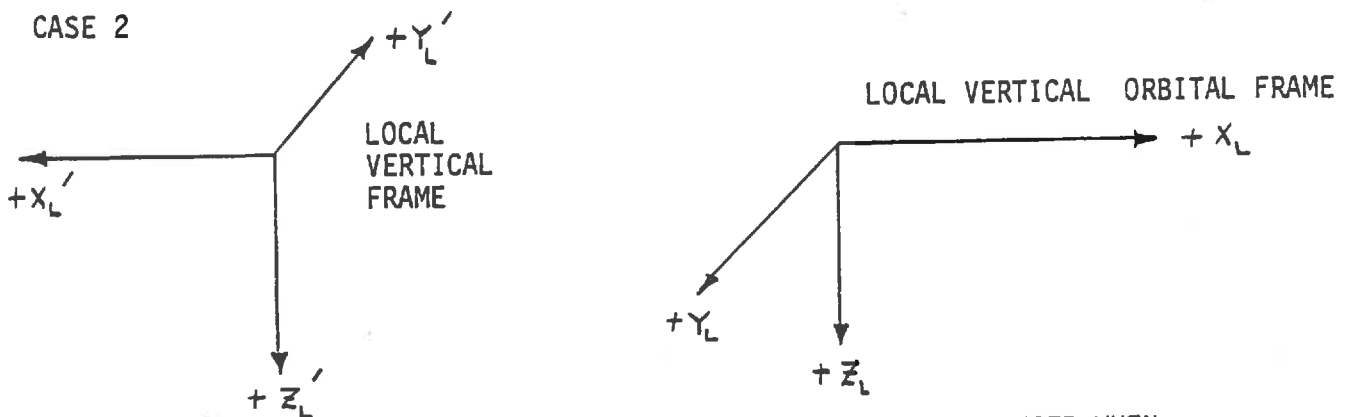 CASE 2
+Y_L'
LOCAL
VERTICAL
FRAME
+X_L'
+Z_L'
LOCAL VERTICAL ORBITAL FRAME
+X_L
+Y_L
+Z_L